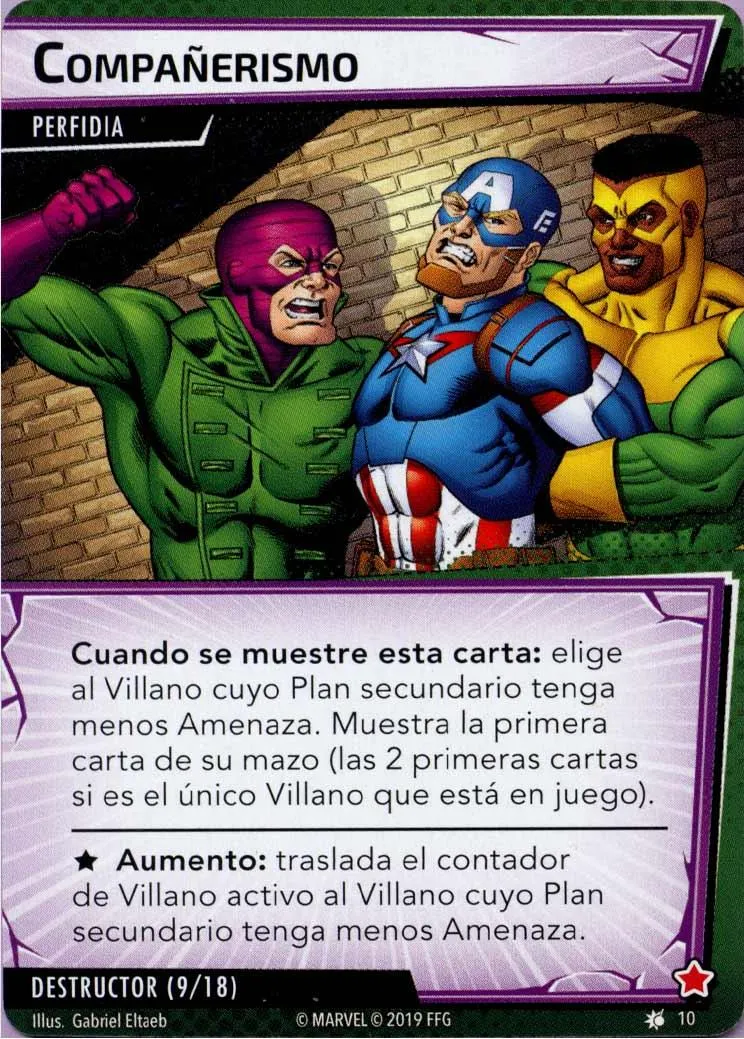 COMPAÑERISMO
PERFIDIA
A
Cuando se muestre esta carta: elige
al Villano cuyo Plan secundario tenga
menos Amenaza. Muestra la primera
carta de su mazo (las 2 primeras cartas
si es el único Villano que está en juego).
★ Aumento: traslada el contador
de Villano activo al Villano cuyo Plan
secundario tenga menos Amenaza.
DESTRUCTOR (9/18)
Illus. Gabriel Eltaeb © MARVEL © 2019 FFG 10